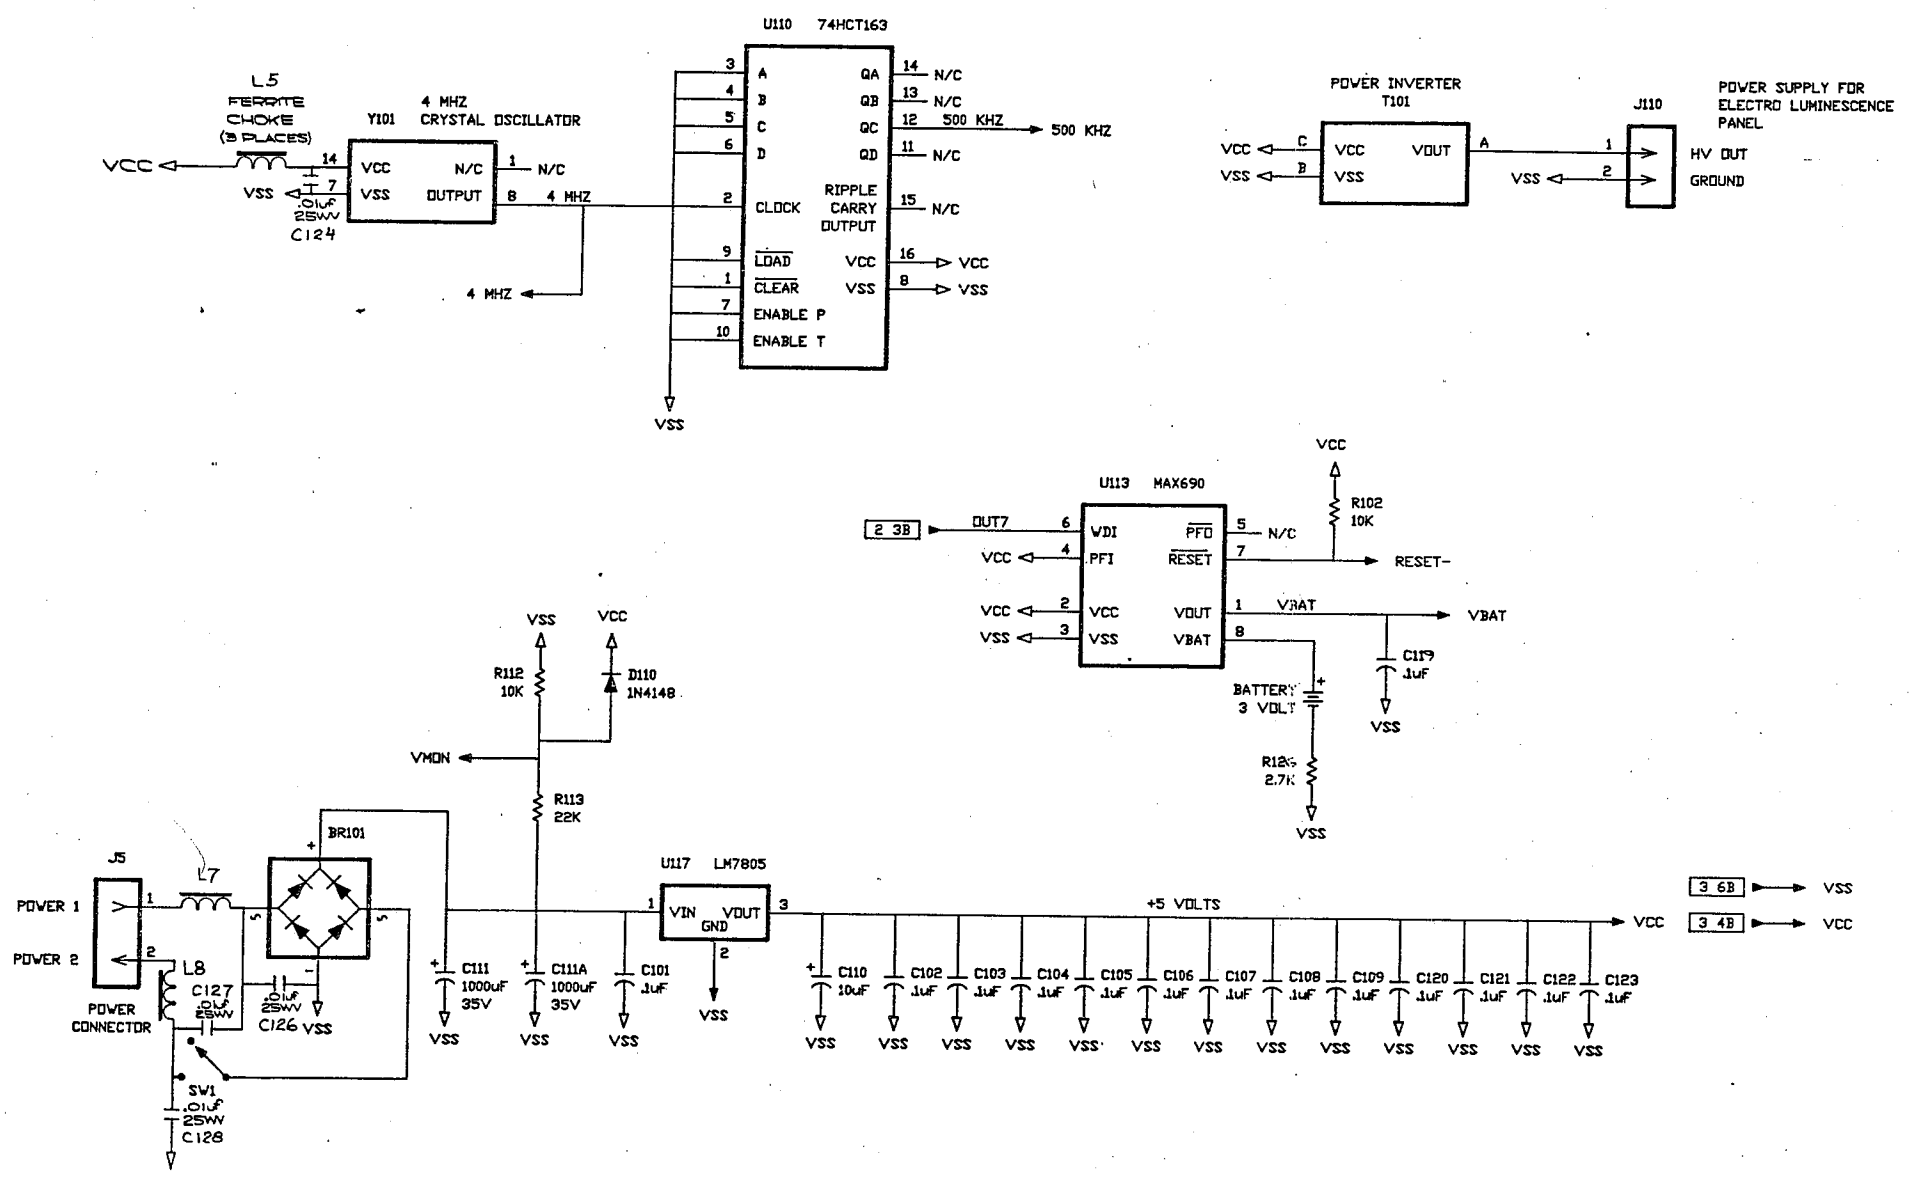 U110 74HCT163
L5
FERRITE
CHOKE
(3 PLACES)
VCC
14
VSS
7
.01uf
25WV
C124
Y101
4 MHZ
CRYSTAL OSCILLATOR
VCC
VSS
N/C
OUTPUT
1 N/C
8 4 MHZ
4 MHZ
3 A
4 B
5 C
6 D
2 CLOCK
9 LOAD
1 CLEAR
7 ENABLE P
10 ENABLE T
QA 14 N/C
QB 13 N/C
QC 12 500 KHZ 500 KHZ
QD 11 N/C
RIPPLE
CARRY
OUTPUT
15 N/C
VCC 16 VCC
VSS 8 VSS
VSS
POWER INVERTER
T101
VCC C VCC
VSS B VSS
VOUT A
J110
1 HV OUT
VSS 2 GROUND
POWER SUPPLY FOR
ELECTRO LUMINESCENCE
PANEL
U113 MAX690
2 3B OUT7 6 WDI
VCC 4 PFI
VCC 2 VCC
VSS 3 VSS
PFO 5 N/C
RESET 7 RESET-
VOUT 1 VBAT VBAT
VBAT 8
VCC
R102
10K
C119
.1uF
VSS
BATTERY
3 VOLT
+
2.7K
VSS
VSS
VCC
R112
10K
D110
1N4148
VMON
R113
22K
J5
POWER 1
1
POWER 2
2
POWER
CONNECTOR
L7
L8
BR101
+
S
S
-
C127
.01uf
25WV
.01uf
25WV
C126
VSS
SW1
.01uf
25WV
C128
+ C111
1000uF
35V
VSS
+ C111A
1000uF
35V
VSS
C101
.1uF
VSS
U117 LM7805
1 VIN
VOUT 3
GND
2
VSS
+5 VOLTS
VCC
+ C110
10uF
VSS
C102
.1uF
VSS
C103
.1uF
VSS
C104
.1uF
VSS
C105
.1uF
VSS
C106
.1uF
VSS
C107
.1uF
VSS
C108
.1uF
VSS
C109
.1uF
VSS
C120
.1uF
VSS
C121
.1uF
VSS
C122
.1uF
VSS
C123
.1uF
VSS
3 6B VSS
3 4B VCC